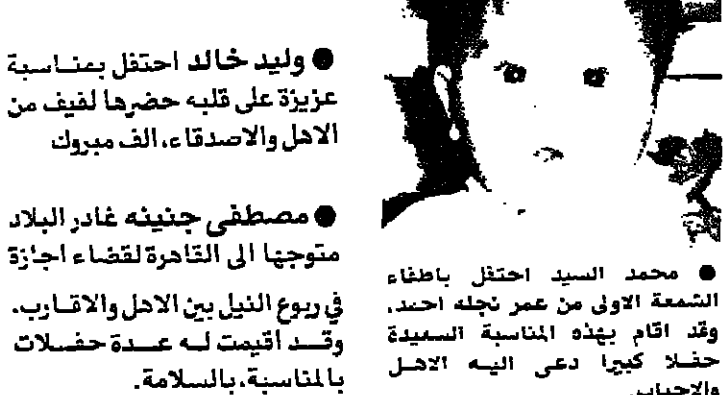 ● محمد السيد احتفل باطفاء
الشمعة الاولى من عمر نجله احمد.
وقد اقام بهذه المناسبة السعيدة
حفلا كبيرا دعى اليه الاهل
والاحباب.
● وليد خالد احتفل بمناسبة
عزيزة على قلبه حضرها لفيف من
الاهل والاصدقاء، الف مبروك
● مصطفى جنينه غادر البلاد
متوجها الى القاهرة لقضاء اجازة
في ربوع النيل بين الاهل والاقارب.
وقد اقيمت له عدة حفلات
بالمناسبة، بالسلامة.